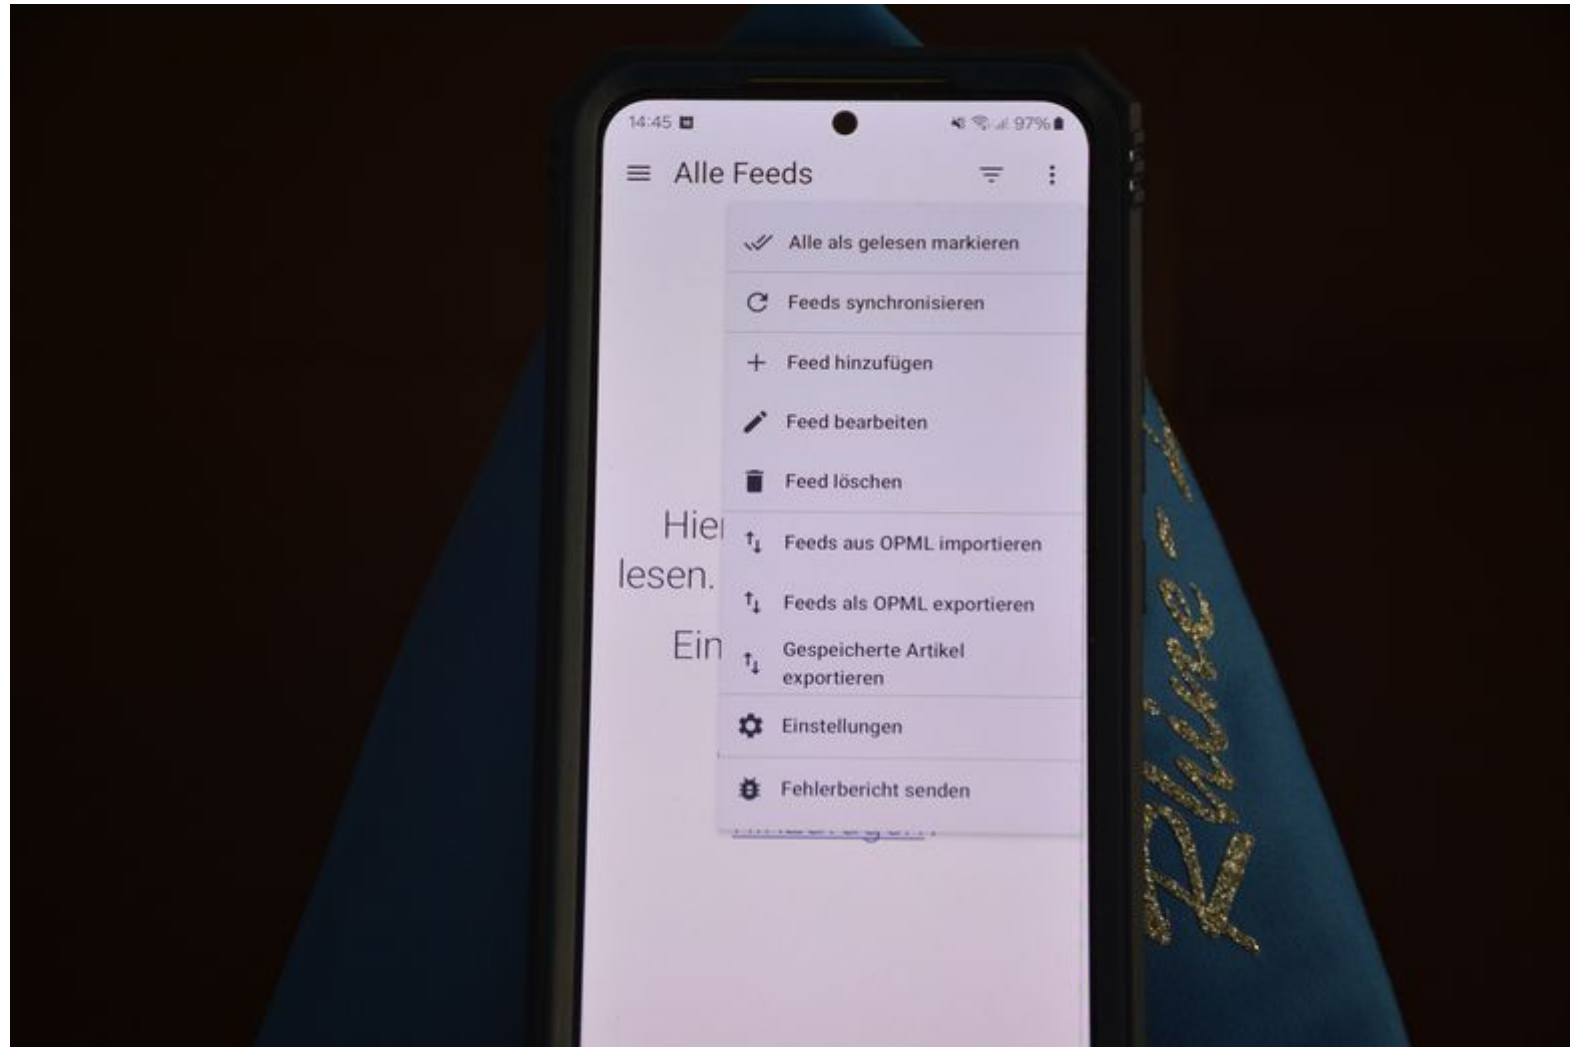 14:45
97%
Alle Feeds
Alle als gelesen markieren
Feeds synchronisieren
Feed hinzufügen
Feed bearbeiten
Feed löschen
Feeds aus OPML importieren
Feeds als OPML exportieren
Gespeicherte Artikel
exportieren
Einstellungen
Fehlerbericht senden
lesen.
Ein
Rhine -